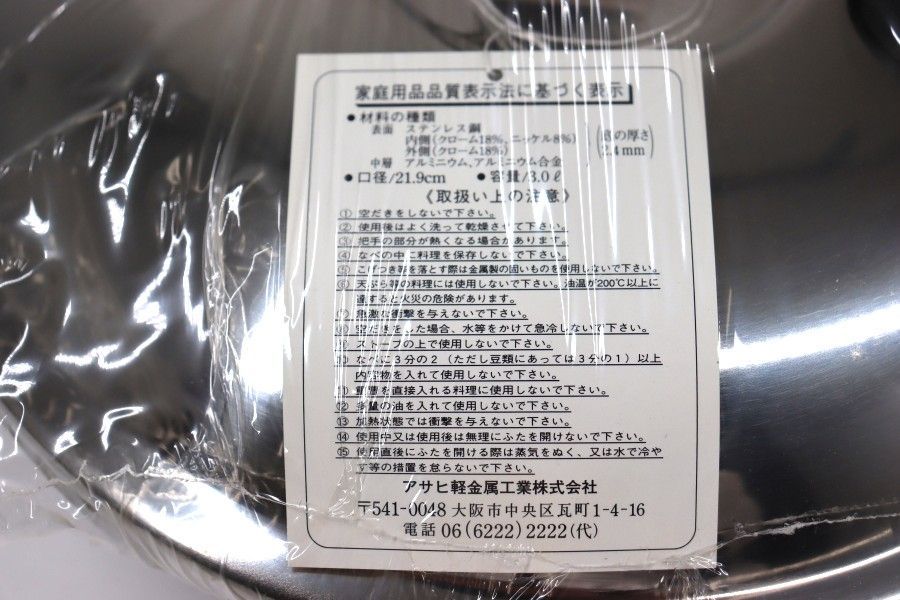 家庭用品品質表示法に基づく表示
●材料の種類
表面 ステンレス鋼
内側(クローム18%、ニッケル8%)
外側(クローム18%)
底の厚さ
2.4mm
中層 アルミニウム、アルミニウム合金
●口径/21.9cm ●容量/3.0ℓ
《取扱い上の注意》
① 空だきをしないで下さい。
② 使用後はよく洗って乾燥させて下さい。
③ 把手の部分が熱くなる場合があります。
④ なべの中に料理を保存しないで下さい。
⑤ こげつき等を落とす際は金属製の固いものを使用しないで下さい。
⑥ 天ぷら等の料理には使用しないで下さい。油温が200℃以上に
達すると火災の危険があります。
⑦ 急激な衝撃を与えないで下さい。
⑧ 空だきをした場合、水等をかけて急冷しないで下さい。
⑨ ストーブの上で使用しないで下さい。
⑩ なべに3分の2(ただし豆類にあっては3分の1)以上
内容物を入れて使用しないで下さい。
⑪ 重曹を直接入れる料理に使用しないで下さい。
⑫ 多量の油を入れて使用しないで下さい。
⑬ 加熱状態では衝撃を与えないで下さい。
⑭ 使用中又は使用後は無理にふたを開けないで下さい。
⑮ 使用直後にふたを開ける際は蒸気をぬく、又は水で冷や
す等の措置を怠らないで下さい。
アサヒ軽金属工業株式会社
〒541-0048 大阪市中央区瓦町1-4-16
電話 06(6222)2222(代)